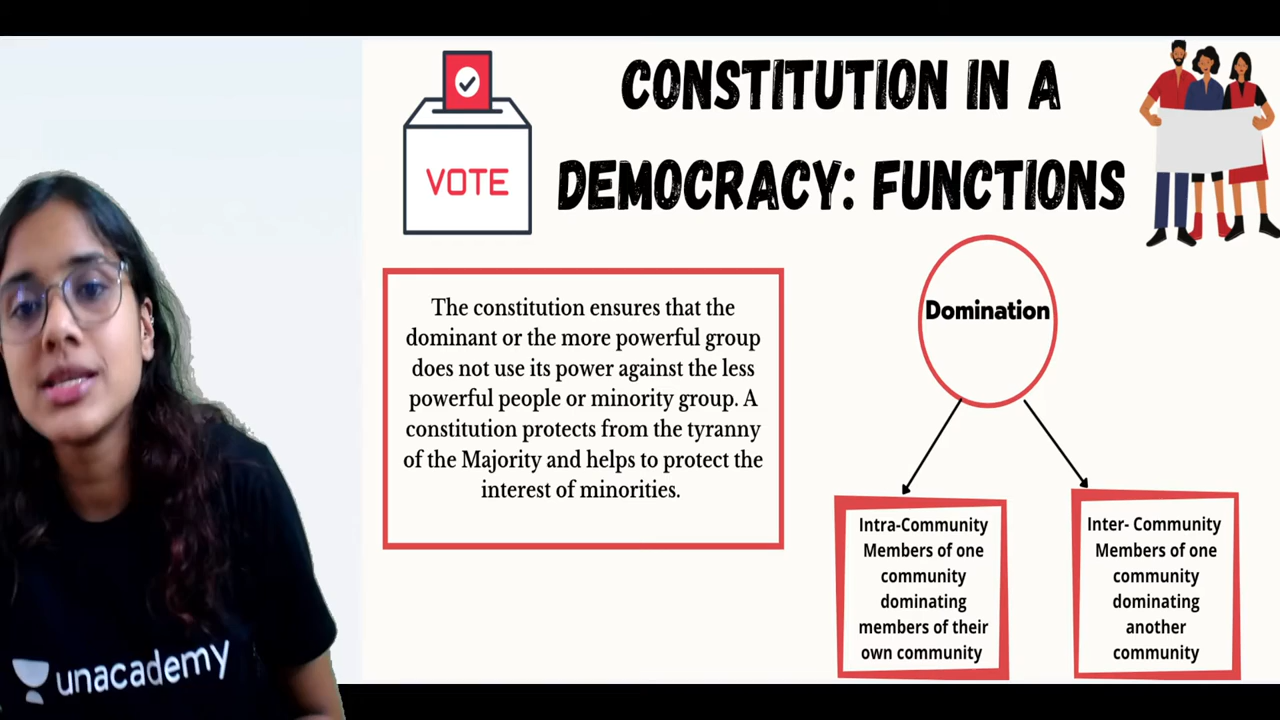 CONSTITUTION IN A
DEMOCRACY: FUNCTIONS
VOTE
The constitution ensures that the
dominant or the more powerful group
does not use its power against the less
powerful people or minority group. A
constitution protects from the tyranny
of the Majority and helps to protect the
interest of minorities.
Domination
Intra-Community
Members of one
community
dominating
members of their
own community
Inter- Community
Members of one
community
dominating
another
community
unacademy